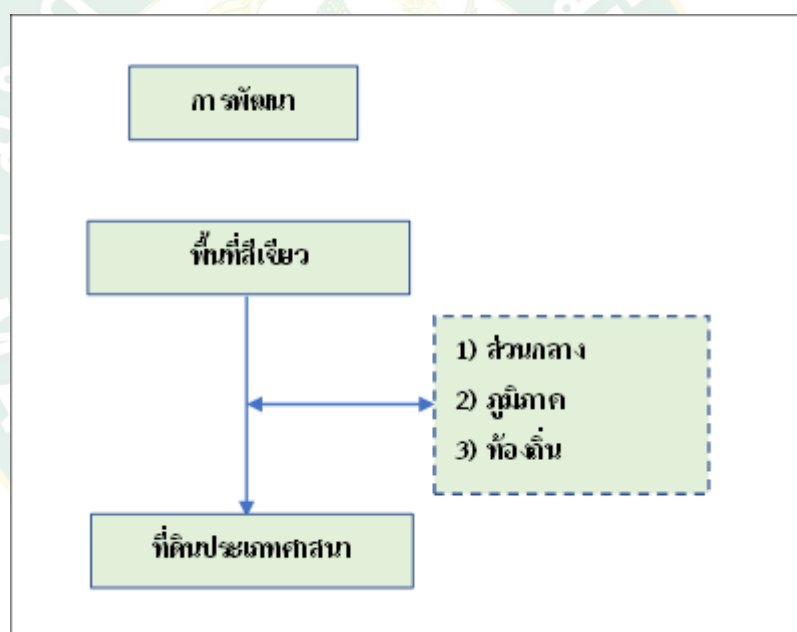 การพัฒนา
พื้นที่สีเขียว
1) ส่วนกลาง
2) ภูมิภาค
3) ท้องถิ่น
ที่ดินประเภทศาสนา